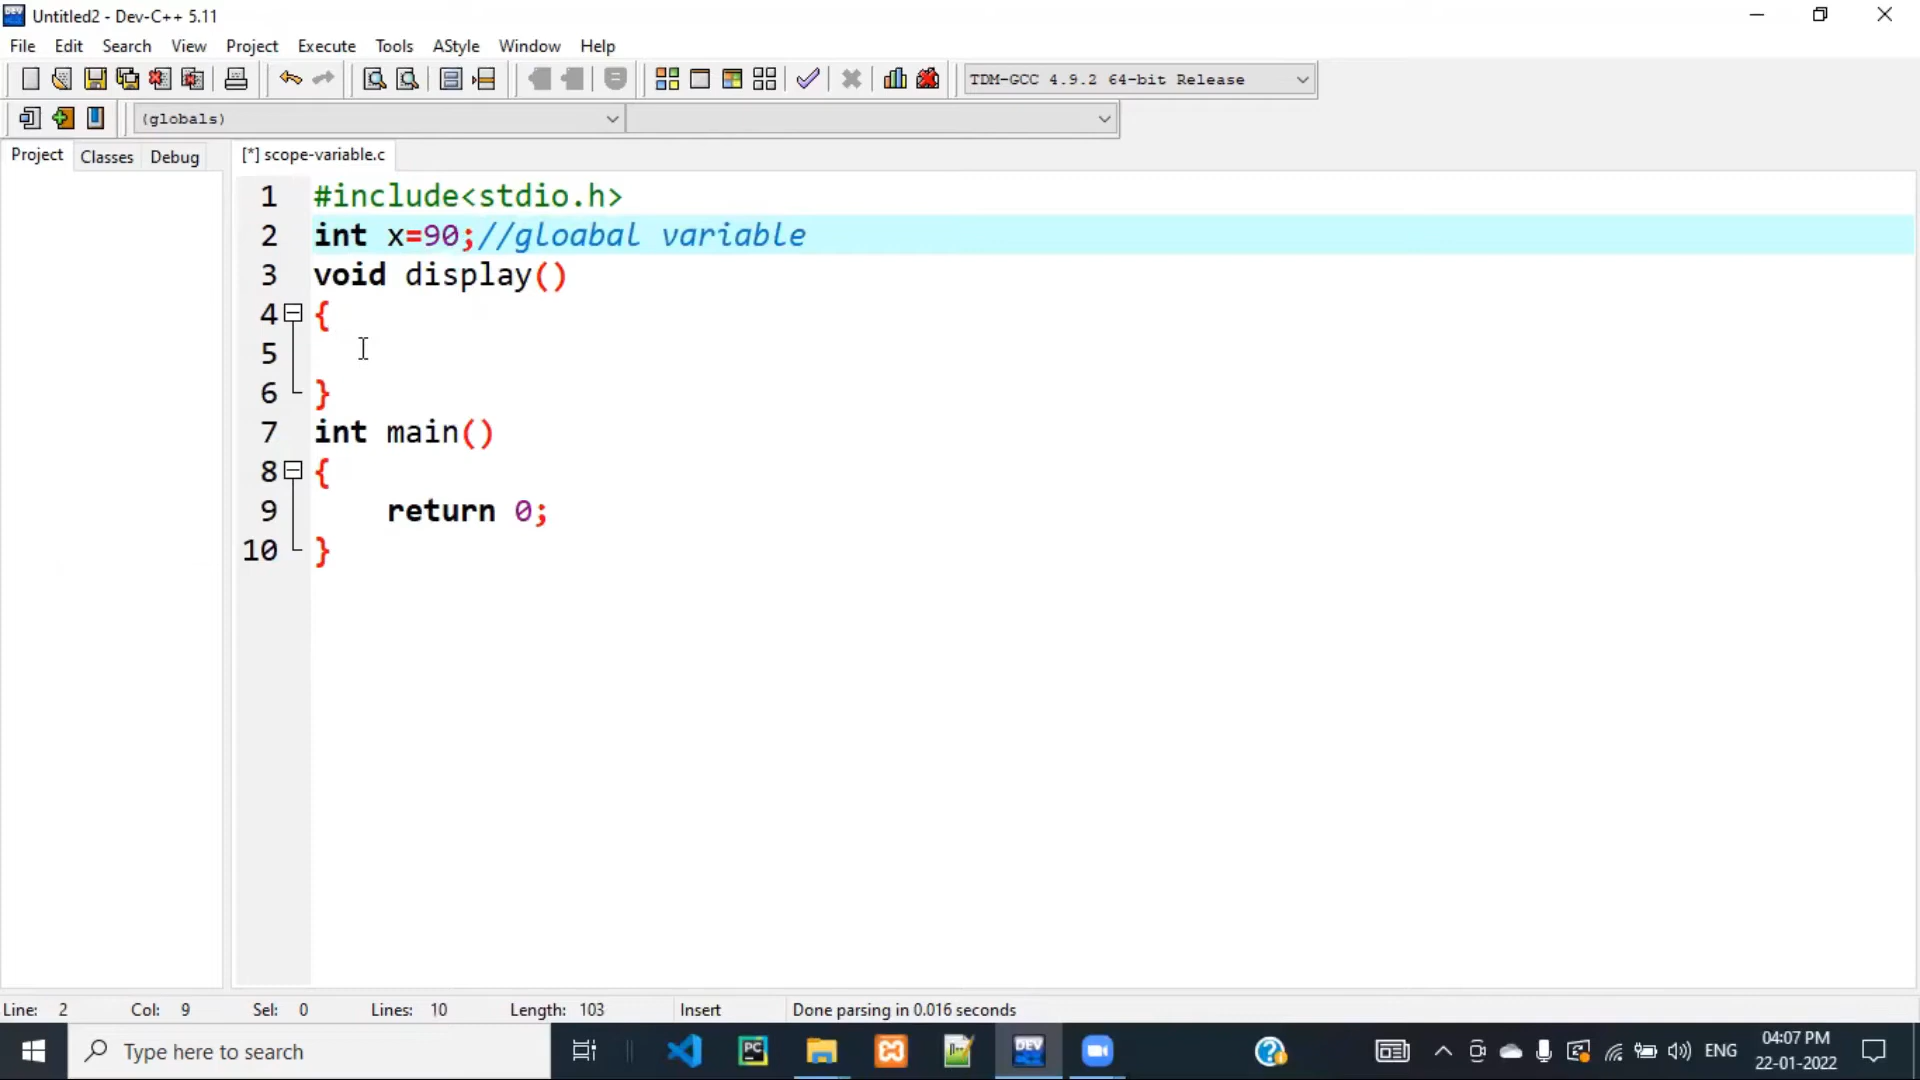 Untitled2 - Dev-C++ 5.11
File Edit Search View Project Execute Tools AStyle Window Help
TDM-GCC 4.9.2 64-bit Release
(globals)
Project Classes Debug [*] scope-variable.c
1 #include<stdio.h>
2 int x=90;//gloabal variable
3 void display()
4 {
5
6 }
7 int main()
8 {
9 return 0;
10 }
Line: 2 Col: 9 Sel: 0 Lines: 10 Length: 103 Insert Done parsing in 0.016 seconds
Type here to search PC DEV ENG 04:07 PM
22-01-2022